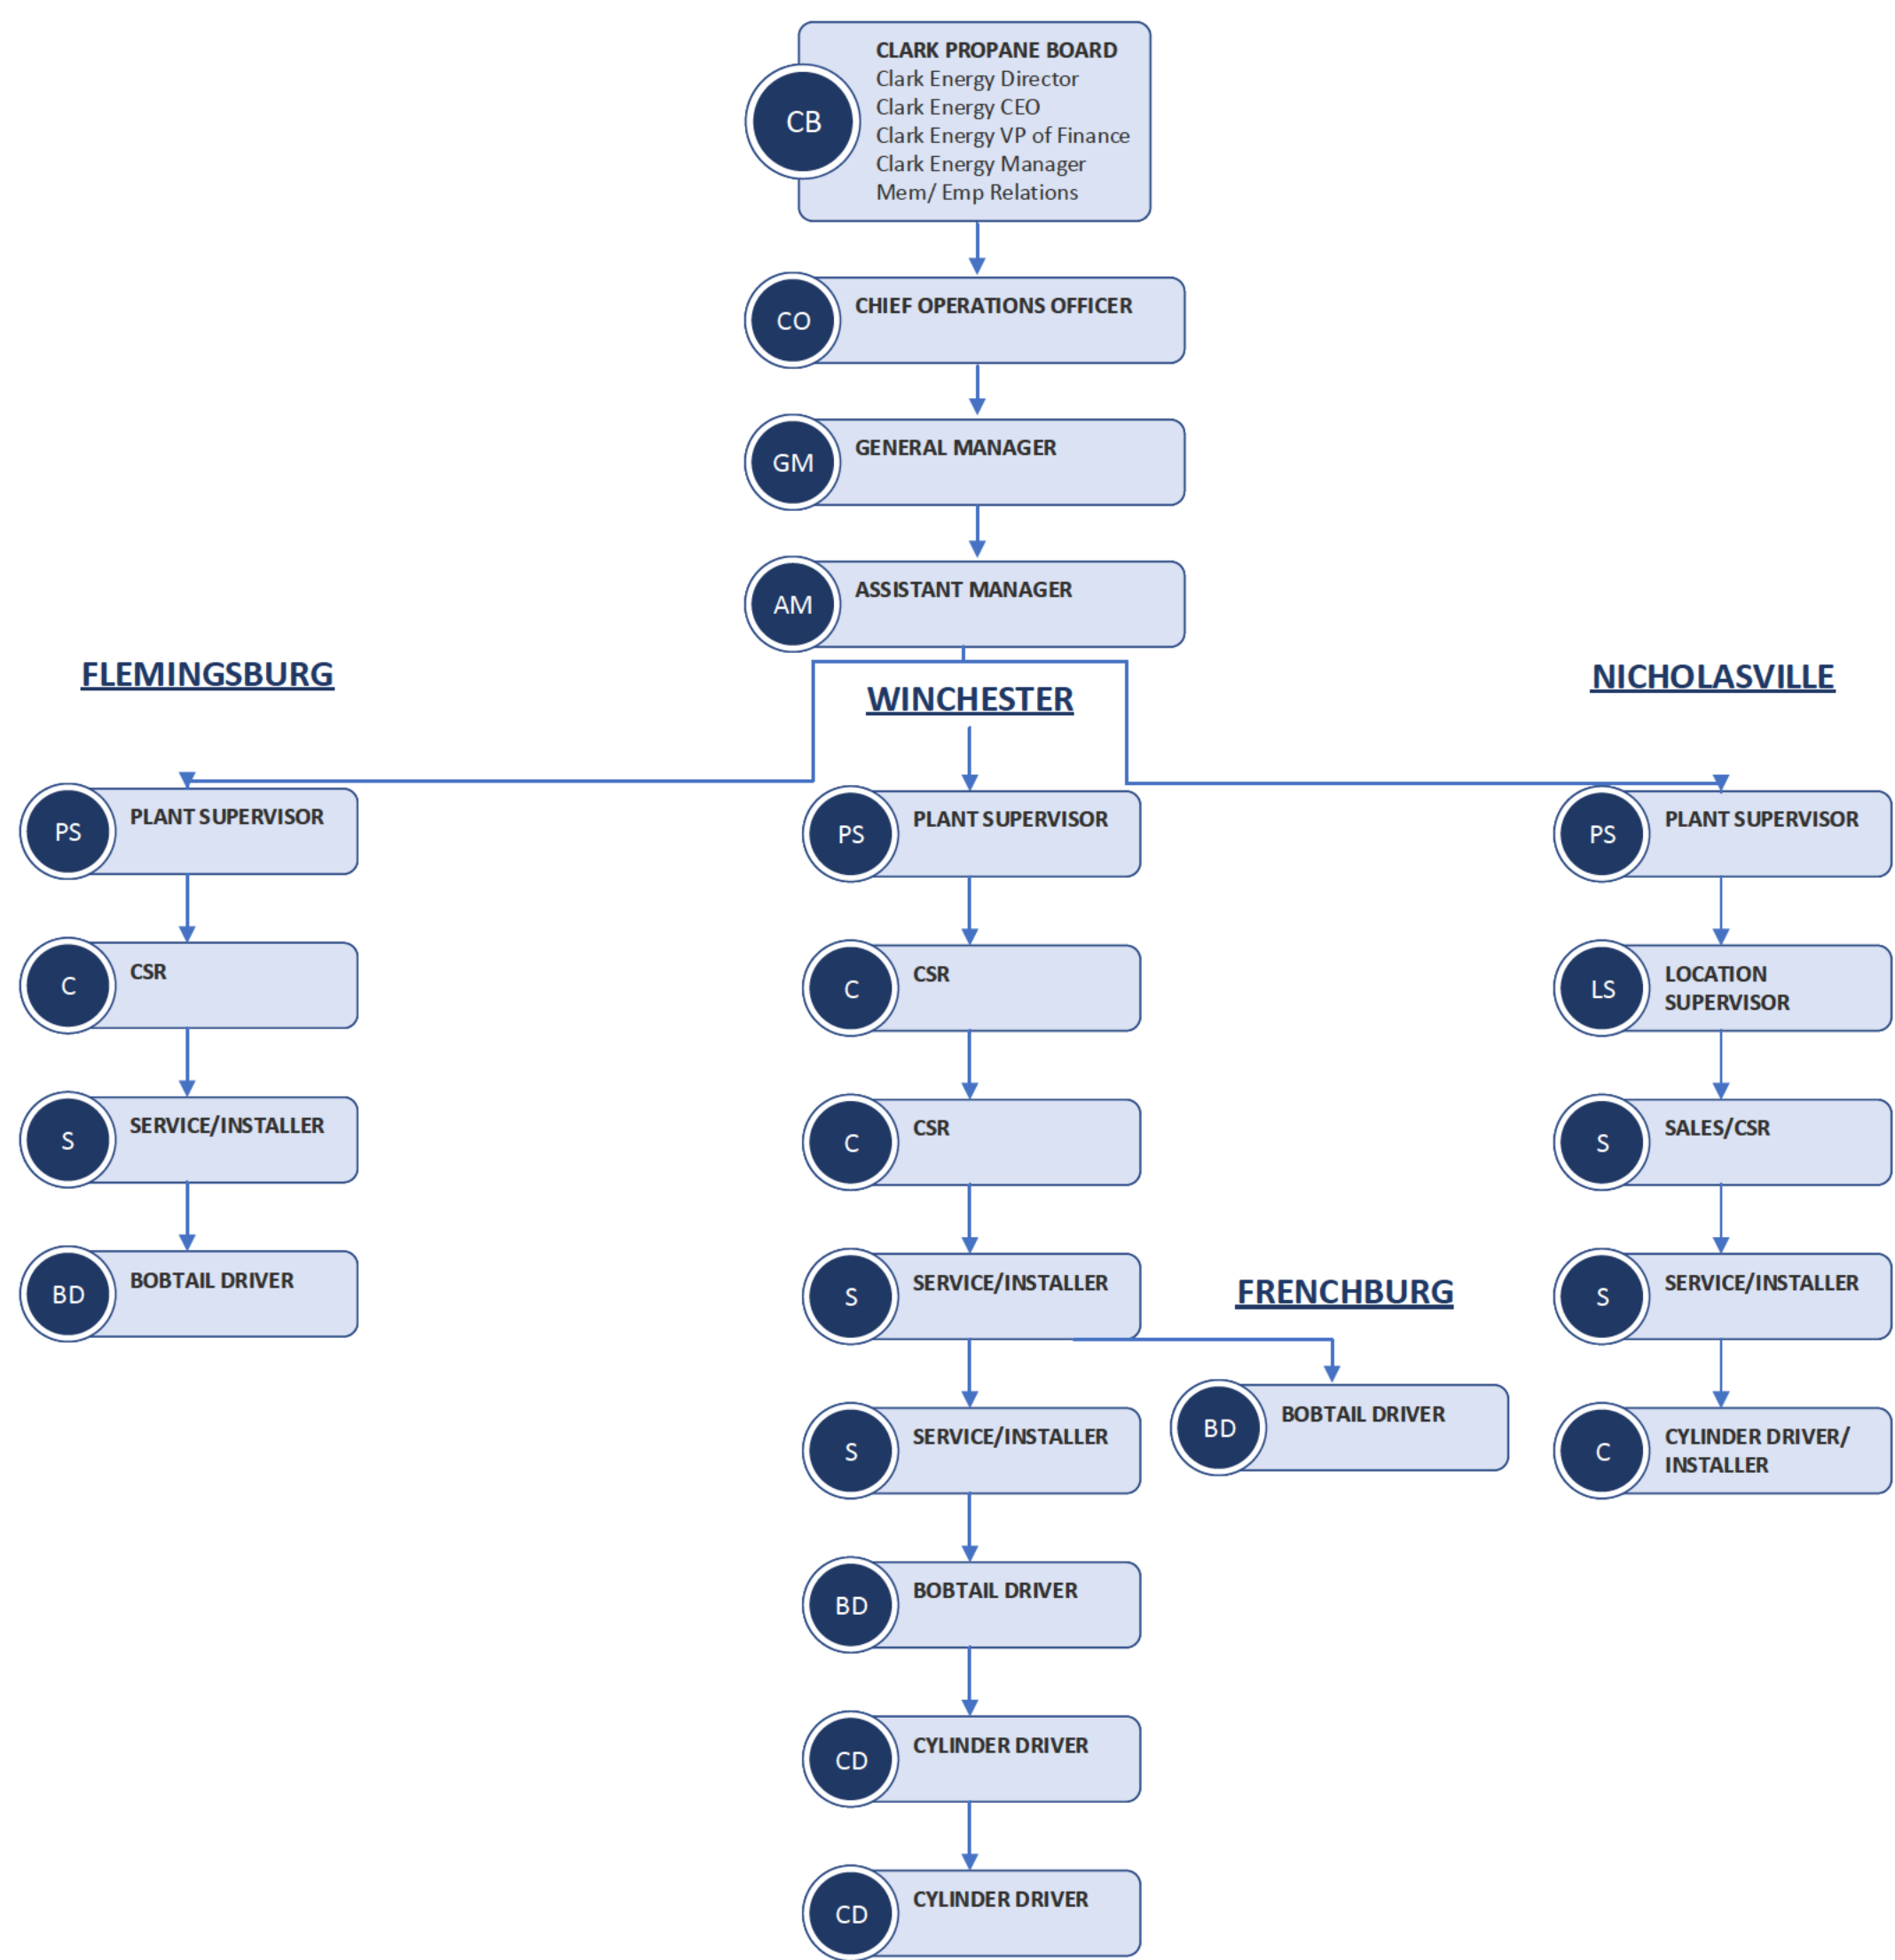 CB
CLARK PROPANE BOARD
Clark Energy Director
Clark Energy CEO
Clark Energy VP of Finance
Clark Energy Manager
Mem/ Emp Relations
CO
CHIEF OPERATIONS OFFICER
GM
GENERAL MANAGER
AM
ASSISTANT MANAGER
FLEMINGSBURG
PS
PLANT SUPERVISOR
C
CSR
S
SERVICE/INSTALLER
BD
BOBTAIL DRIVER
WINCHESTER
PS
PLANT SUPERVISOR
C
CSR
C
CSR
S
SERVICE/INSTALLER
S
SERVICE/INSTALLER
BD
BOBTAIL DRIVER
CD
CYLINDER DRIVER
CD
CYLINDER DRIVER
FRENCHBURG
BD
BOBTAIL DRIVER
NICHOLASVILLE
PS
PLANT SUPERVISOR
LS
LOCATION
SUPERVISOR
S
SALES/CSR
S
SERVICE/INSTALLER
C
CYLINDER DRIVER/
INSTALLER